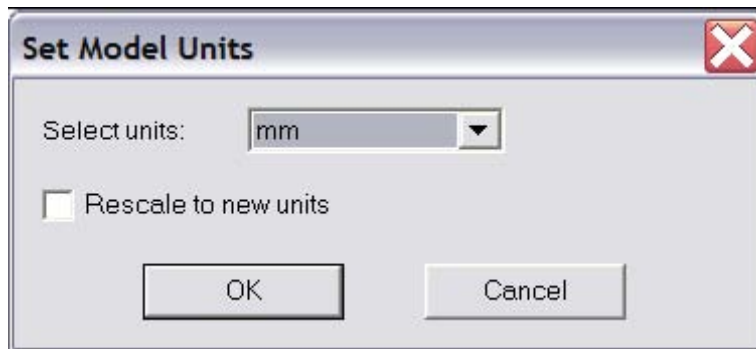 Set Model Units
Select units: mm
Rescale to new units
OK Cancel